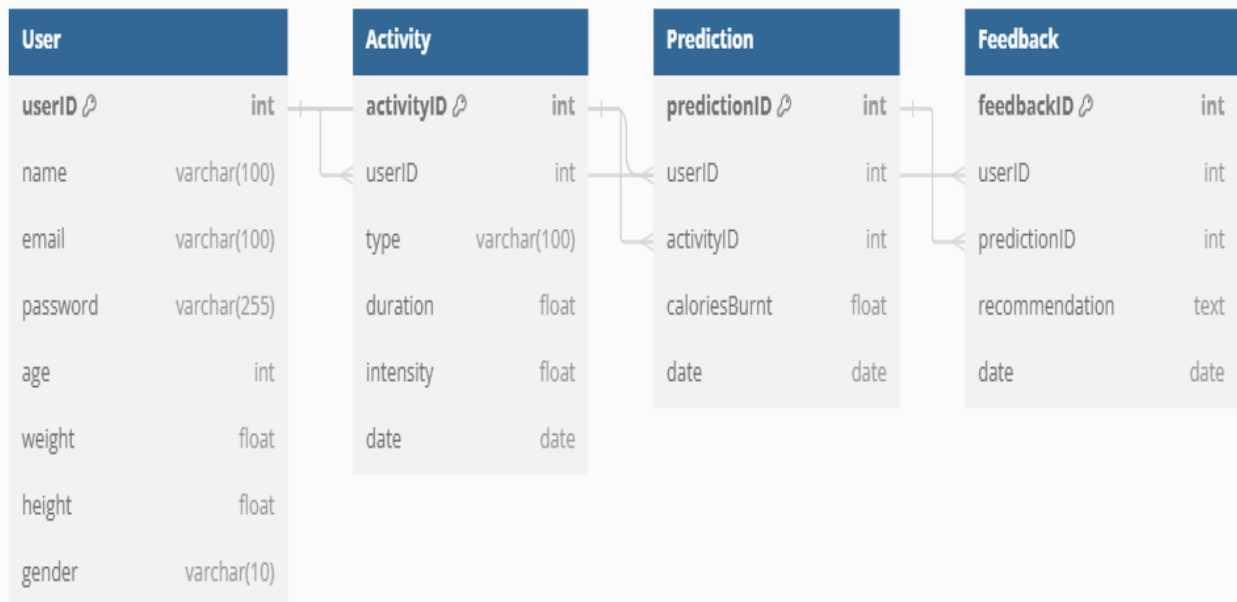 User
userID int
name varchar(100)
email varchar(100)
password varchar(255)
age int
weight float
height float
gender varchar(10)
Activity
activityID int
userID int
type varchar(100)
duration float
intensity float
date date
Prediction
predictionID int
userID int
activityID int
caloriesBurnt float
date date
Feedback
feedbackID int
userID int
predictionID int
recommendation text
date date